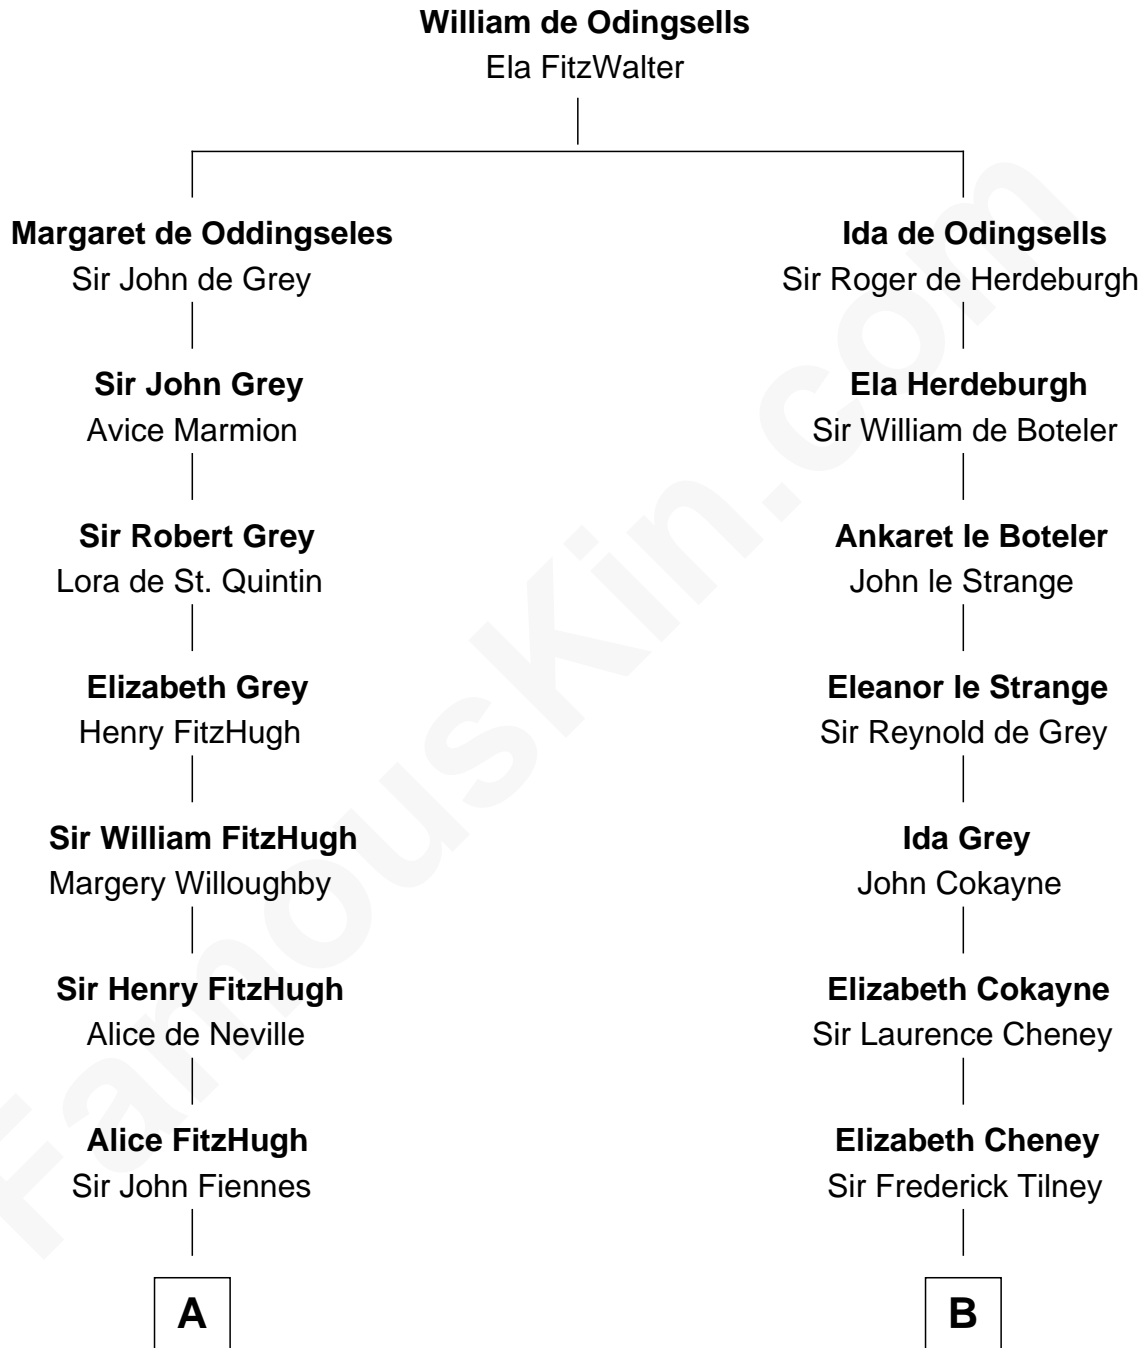 William de Odingsells
Ela FitzWalter
Margaret de Oddingseles
Sir John de Grey
Sir John Grey
Avice Marmion
Sir Robert Grey
Lora de St. Quintin
Elizabeth Grey
Henry FitzHugh
Sir William FitzHugh
Margery Willoughby
Sir Henry FitzHugh
Alice de Neville
Alice FitzHugh
Sir John Fiennes
A
Ida de Odingsells
Sir Roger de Herdeburgh
Ela Herdeburgh
Sir William de Boteler
Ankaret le Boteler
John le Strange
Eleanor le Strange
Sir Reynold de Grey
Ida Grey
John Cokayne
Elizabeth Cokayne
Sir Laurence Cheney
Elizabeth Cheney
Sir Frederick Tilney
B
FamousKin.com